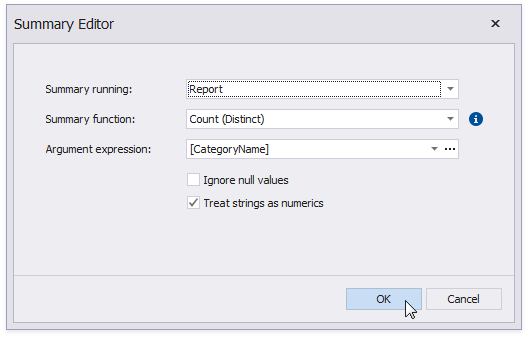 Summary Editor
Summary running: Report
Summary function: Count (Distinct)
Argument expression: [CategoryName]
Ignore null values
Treat strings as numerics
OK Cancel